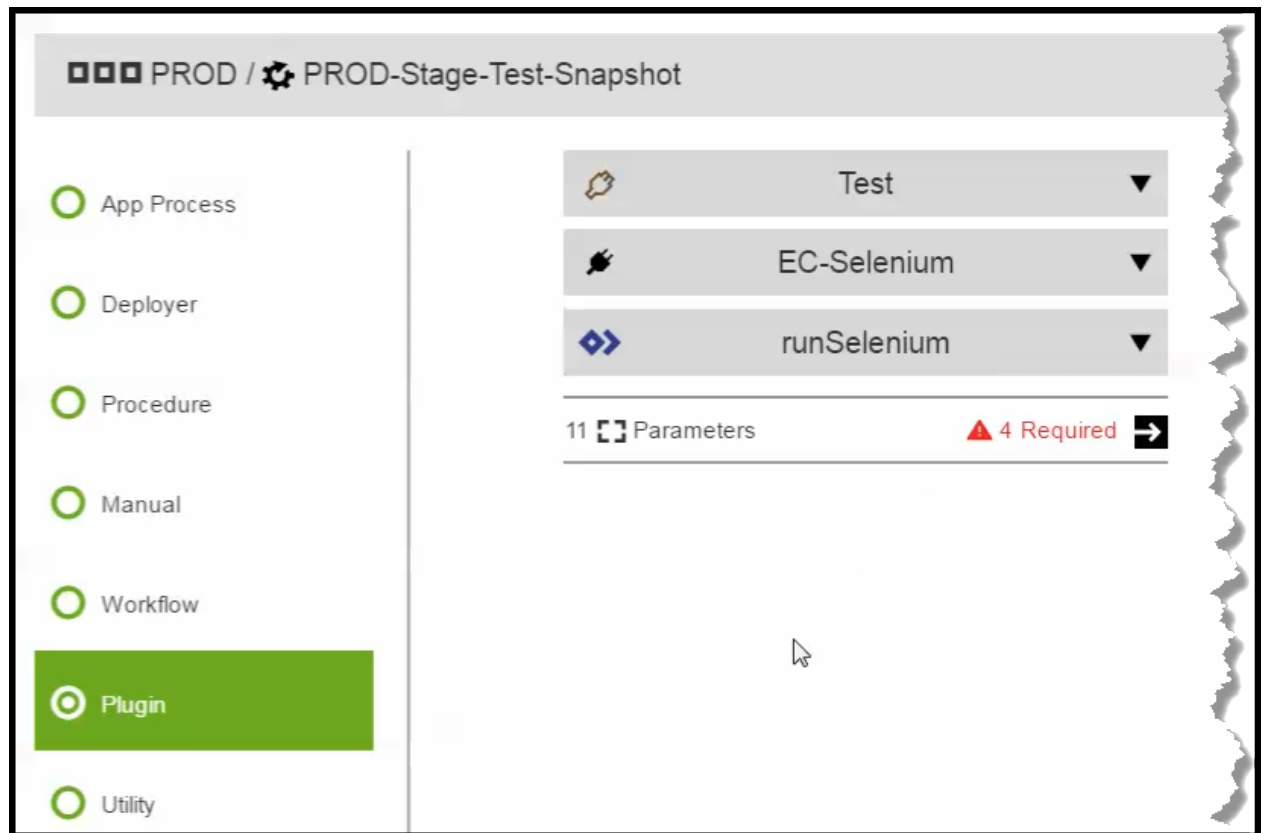 PROD / PROD-Stage-Test-Snapshot
App Process
Deployer
Procedure
Manual
Workflow
Plugin
Utility
Test
EC-Selenium
runSelenium
11 Parameters 4 Required